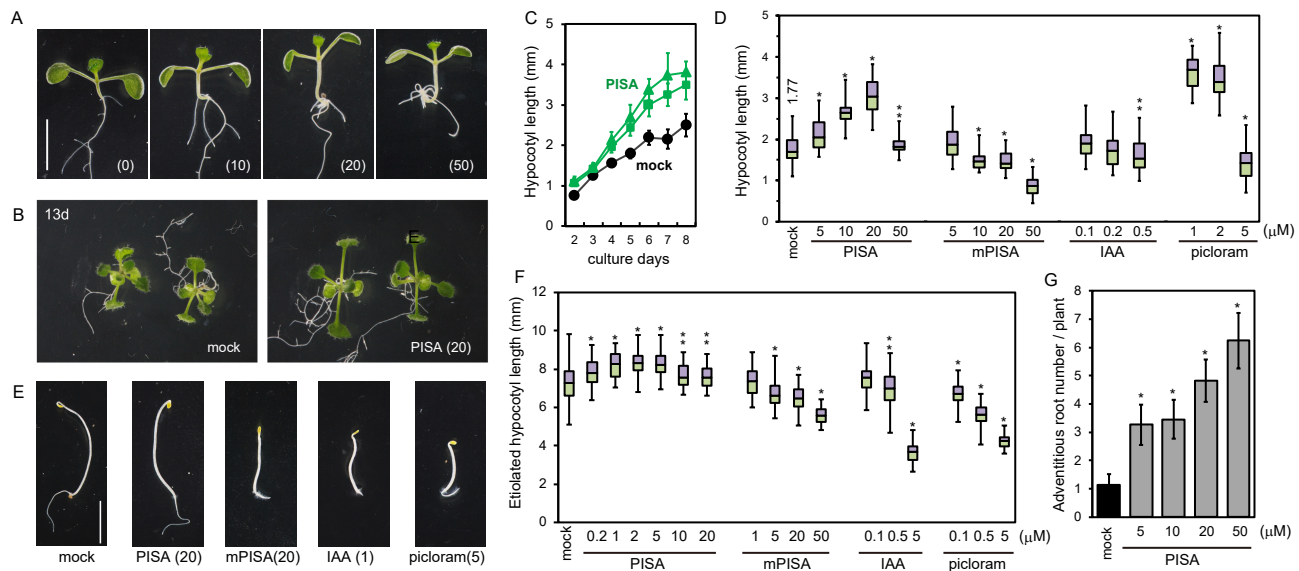 A
(0)
(10)
(20)
(50)
B
13d
mock
E
PISA (20)
C
Hypocotyl length (mm)
5
4
3
2
1
0
PISA
mock
2 3 4 5 6 7 8
culture days
D
Hypocotyl length (mm)
5
4
3
2
1
0
1.77
*
*
*
**
*
*
*
**
*
*
*
mock
5 10 20 50
PISA
5 10 20 50
mPISA
0.1 0.2 0.5
IAA
1 2 5 (μM)
picloram
E
mock
PISA (20)
mPISA(20)
IAA (1)
picloram(5)
F
Etiolated hypocotyl length (mm)
12
10
8
6
4
2
0
*
*
*
*
**
**
*
*
*
**
*
*
*
*
mock
0.2 1 2 5 10 20
PISA
1 5 20 50
mPISA
0.1 0.5 5
IAA
0.1 0.5 5 (μM)
picloram
G
Adventitious root number / plant
8
7
6
5
4
3
2
1
0
*
*
*
*
mock
5 10 20 50 (μM)
PISA